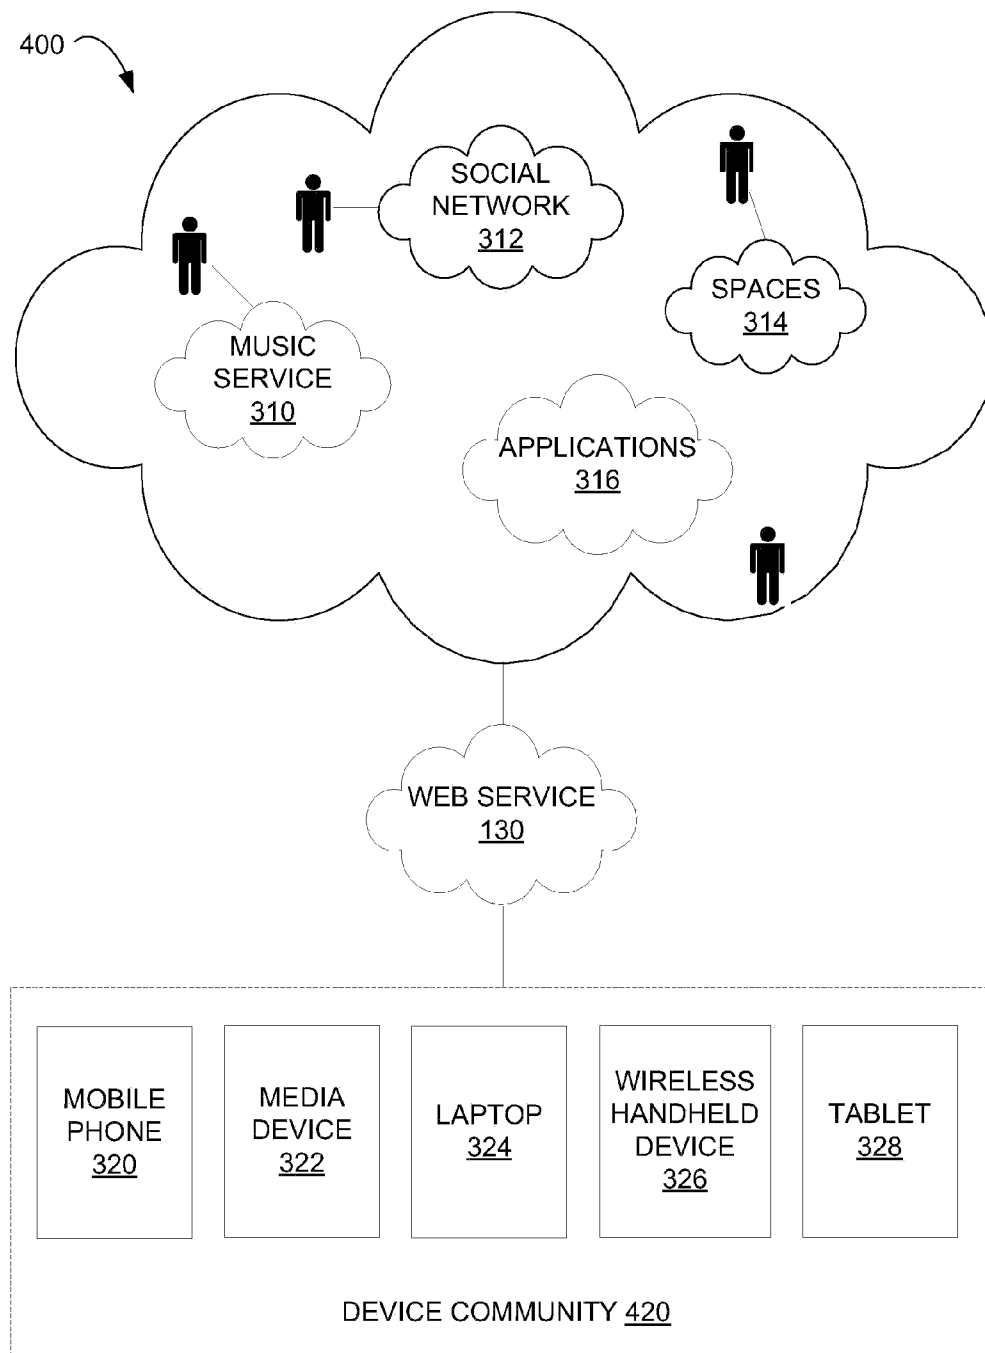 400
SOCIAL
NETWORK
312
SPACES
314
MUSIC
SERVICE
310
APPLICATIONS
316
WEB SERVICE
130
MOBILE
PHONE
320
MEDIA
DEVICE
322
LAPTOP
324
WIRELESS
HANDHELD
DEVICE
326
TABLET
328
DEVICE COMMUNITY 420